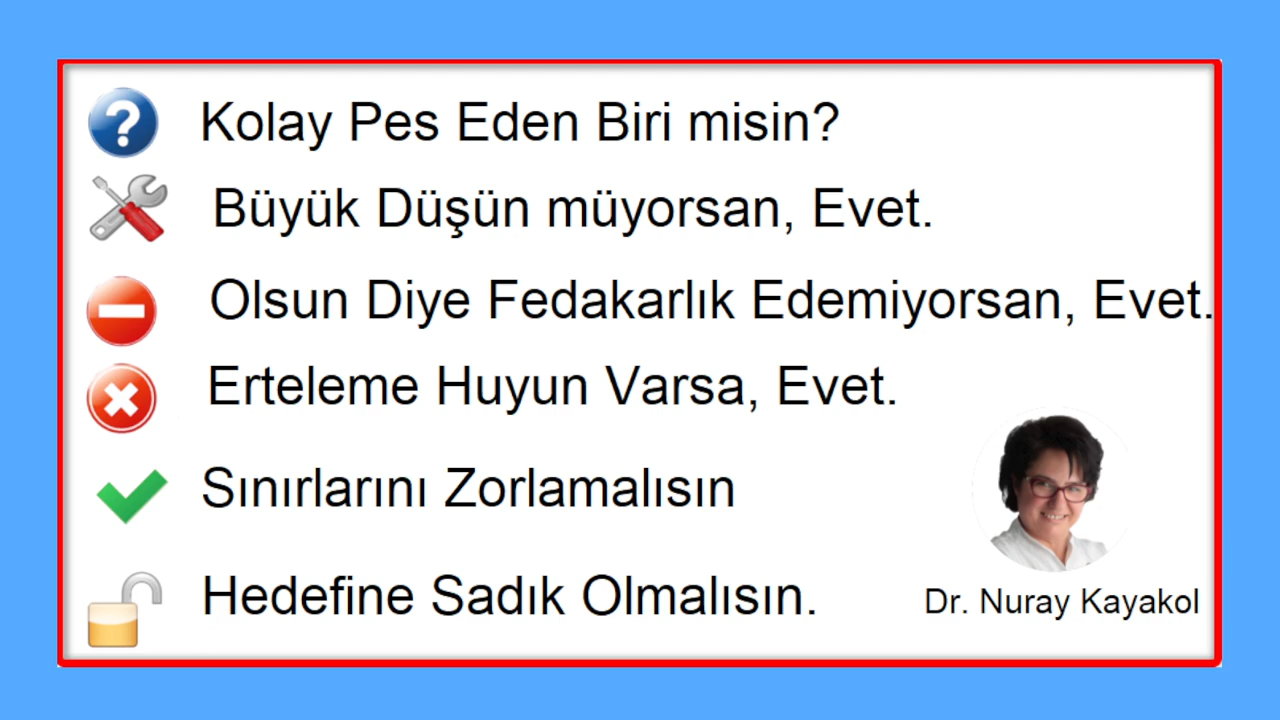 Kolay Pes Eden Biri misin?
Büyük Düşün müyorsan, Evet.
Olsun Diye Fedakarlık Edemiyorsan, Evet.
Erteleme Huyun Varsa, Evet.
Sınırlarını Zorlamalısın
Hedefine Sadık Olmalısın.
Dr. Nuray Kayakol